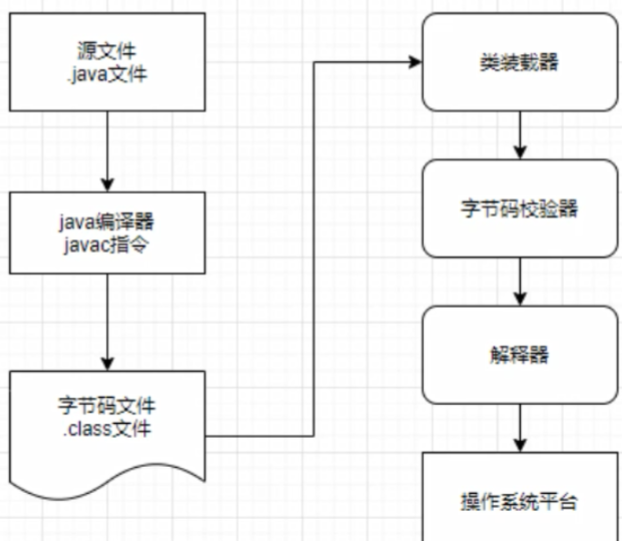 源文件
.java文件
java编译器
javac指令
字节码文件
.class文件
类装载器
字节码校验器
解释器
操作系统平台